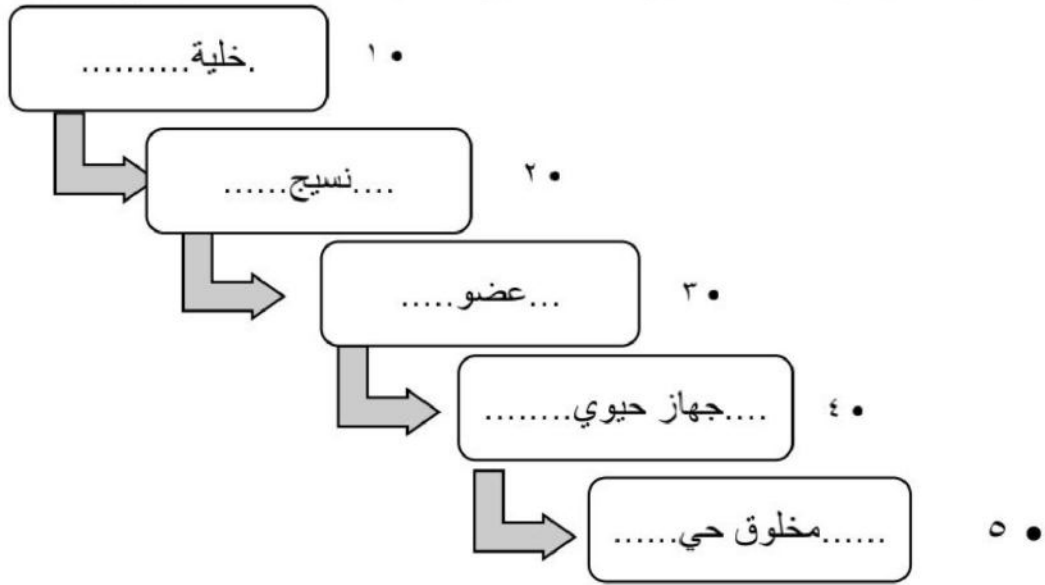 • ١ .خلية..........
• ٢ ....نسيج......
• ٣ ...عضو.....
• ٤ ....جهاز حيوي........
• ٥ ......مخلوق حي......